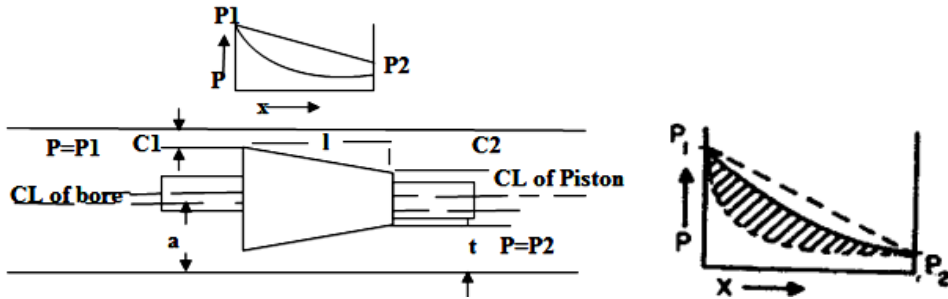 P1
P
P2
x
P=P1
C1
l
C2
CL of bore
CL of Piston
a
t
P=P2
P₁
P
P₂
X